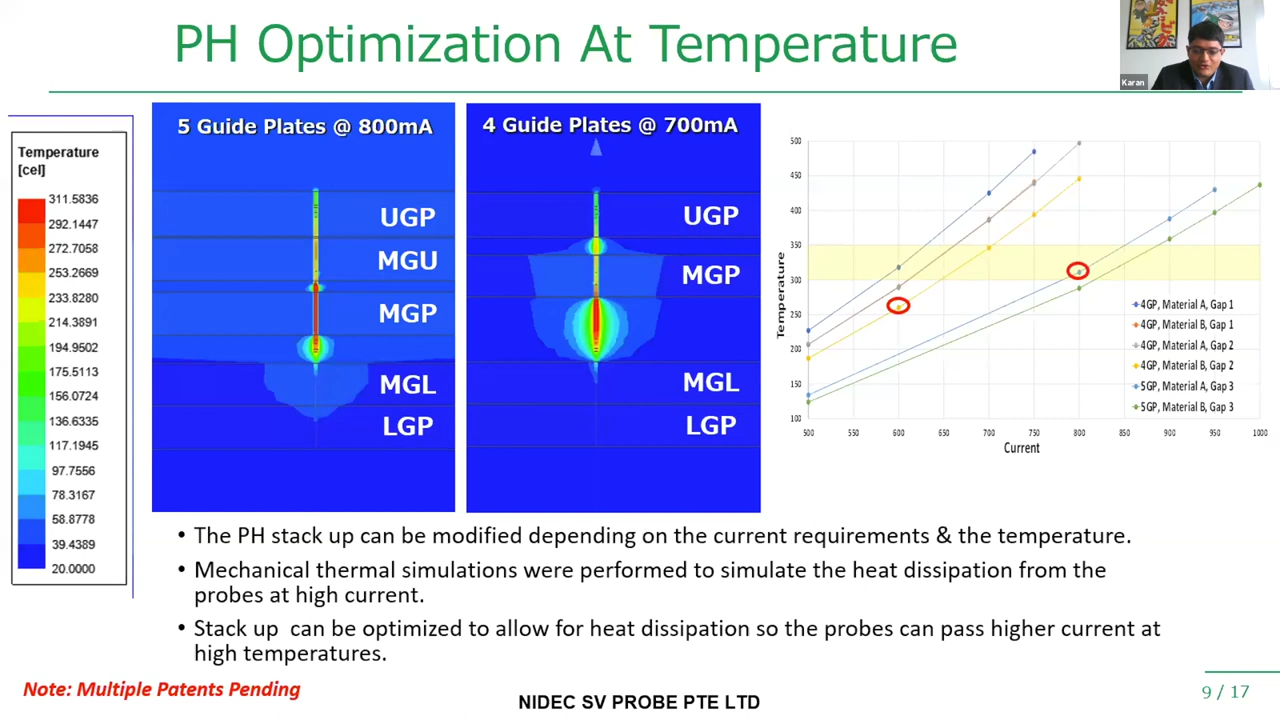 PH Optimization At Temperature
Karan
Temperature
[cel]
311.5836
292.1447
272.7058
253.2669
233.8280
214.3891
194.9502
175.5113
156.0724
136.6335
117.1945
97.7556
78.3167
58.8778
39.4389
20.0000
5 Guide Plates @ 800mA
UGP
MGU
MGP
MGL
LGP
4 Guide Plates @ 700mA
UGP
MGP
MGL
LGP
Temperature
500
450
400
350
300
250
200
150
100
500 550 600 650 700 750 800 850 900 950 1000
Current
4GP, Material A, Gap 1
4GP, Material B, Gap 1
4GP, Material A, Gap 2
4GP, Material B, Gap 2
5GP, Material A, Gap 3
5GP, Material B, Gap 3
• The PH stack up can be modified depending on the current requirements & the temperature.
• Mechanical thermal simulations were performed to simulate the heat dissipation from the
probes at high current.
• Stack up can be optimized to allow for heat dissipation so the probes can pass higher current at
high temperatures.
Note: Multiple Patents Pending
NIDEC SV PROBE PTE LTD
9 / 17